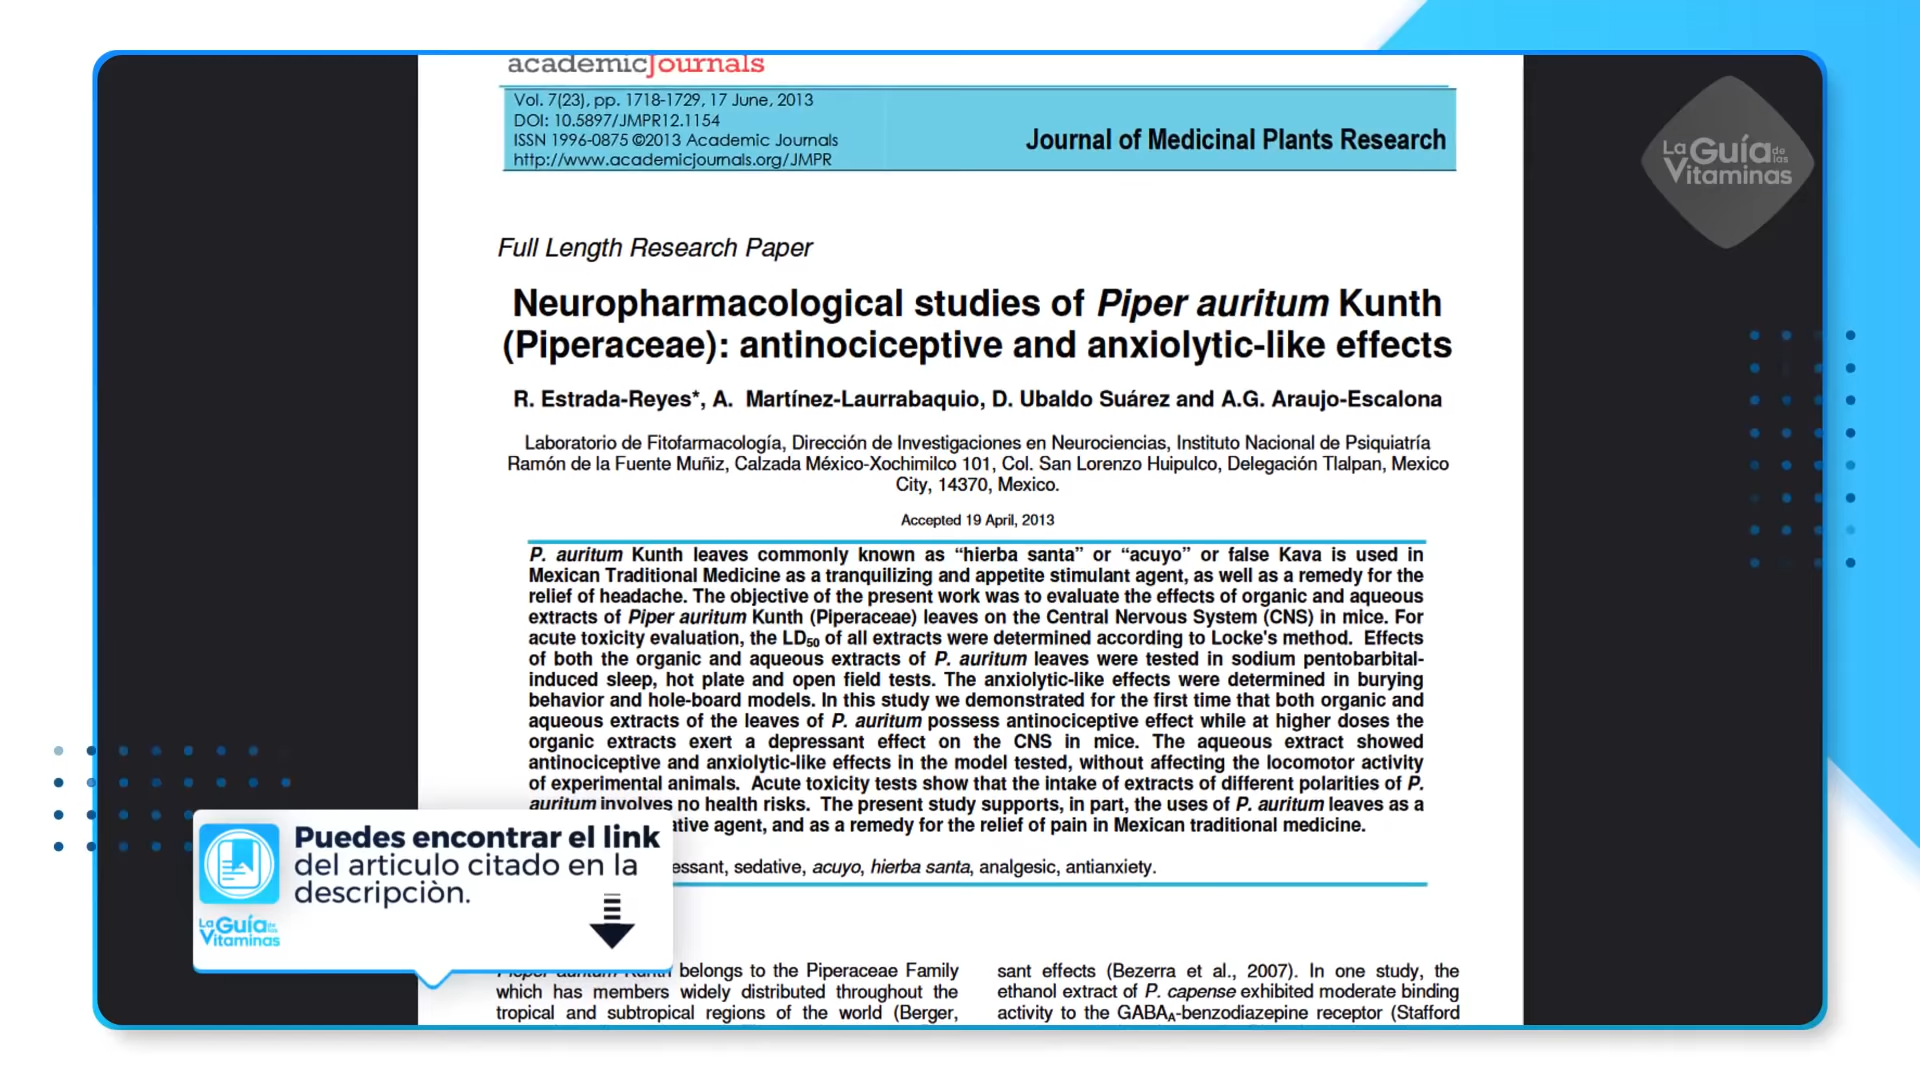 academicJournals
Vol. 7(23), pp. 1718-1729, 17 June, 2013
DOI: 10.5897/JMPR12.1154
ISSN 1996-0875 ©2013 Academic Journals
http://www.academicjournals.org/JMPR
Journal of Medicinal Plants Research
La Guía de las
Vitaminas
Full Length Research Paper
Neuropharmacological studies of Piper auritum Kunth
(Piperaceae): antinociceptive and anxiolytic-like effects
R. Estrada-Reyes*, A. Martínez-Laurrabaquio, D. Ubaldo Suárez and A.G. Araujo-Escalona
Laboratorio de Fitofarmacología, Dirección de Investigaciones en Neurociencias, Instituto Nacional de Psiquiatría
Ramón de la Fuente Muñiz, Calzada México-Xochimilco 101, Col. San Lorenzo Huipulco, Delegación Tlalpan, Mexico
City, 14370, Mexico.
Accepted 19 April, 2013
P. auritum Kunth leaves commonly known as “hierba santa” or “acuyo” or false Kava is used in
Mexican Traditional Medicine as a tranquilizing and appetite stimulant agent, as well as a remedy for the
relief of headache. The objective of the present work was to evaluate the effects of organic and aqueous
extracts of Piper auritum Kunth (Piperaceae) leaves on the Central Nervous System (CNS) in mice. For
acute toxicity evaluation, the LD50 of all extracts were determined according to Locke's method. Effects
of both the organic and aqueous extracts of P. auritum leaves were tested in sodium pentobarbital-
induced sleep, hot plate and open field tests. The anxiolytic-like effects were determined in burying
behavior and hole-board models. In this study we demonstrated for the first time that both organic and
aqueous extracts of the leaves of P. auritum possess antinociceptive effect while at higher doses the
organic extracts exert a depressant effect on the CNS in mice. The aqueous extract showed
antinociceptive and anxiolytic-like effects in the model tested, without affecting the locomotor activity
of experimental animals. Acute toxicity tests show that the intake of extracts of different polarities of P.
auritum involves no health risks. The present study supports, in part, the uses of P. auritum leaves as a
ative agent, and as a remedy for the relief of pain in Mexican traditional medicine.
essant, sedative, acuyo, hierba santa, analgesic, antianxiety.
Puedes encontrar el link
del articulo citado en la
descripciòn.
La Guía de las
Vitaminas
Piper auritum Kunth belongs to the Piperaceae Family
which has members widely distributed throughout the
tropical and subtropical regions of the world (Berger,
sant effects (Bezerra et al., 2007). In one study, the
ethanol extract of P. capense exhibited moderate binding
activity to the GABAA-benzodiazepine receptor (Stafford